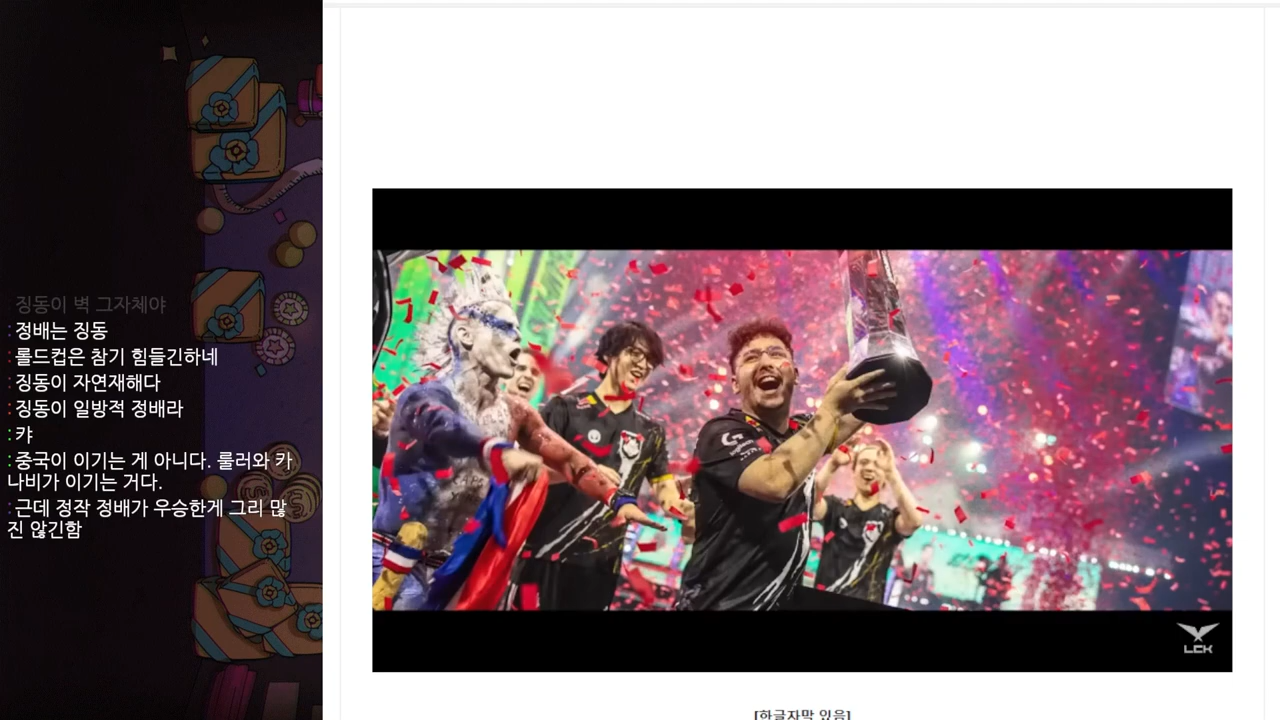 징동이 벽 그자체야
: 정배는 징동
: 롤드컵은 참기 힘들긴하네
: 징동이 자연재해다
: 징동이 일방적 정배라
: 캬
: 중국이 이기는 게 아니다. 룰러와 카
나비가 이기는 거다.
: 근데 정작 정배가 우승한게 그리 많
진 않긴함
LCK
[한글자막 있음]